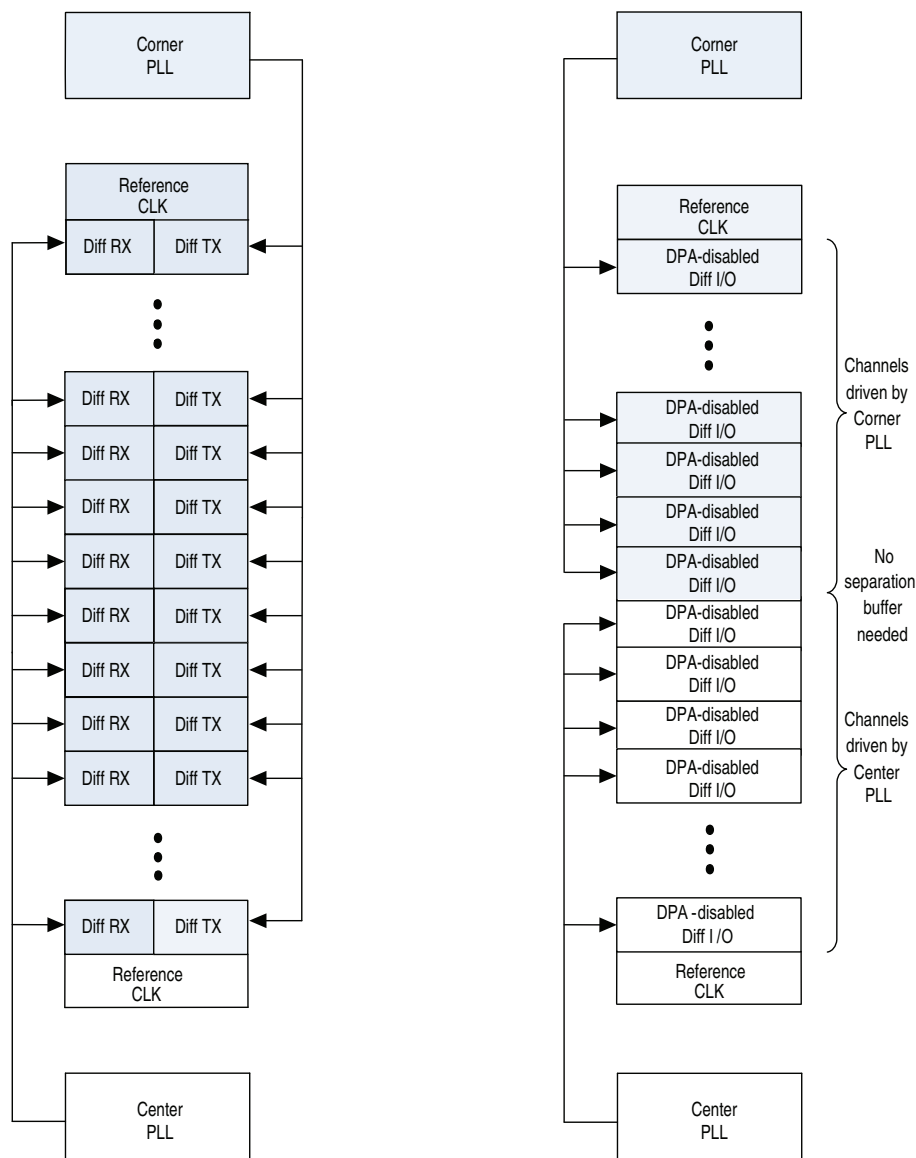 Corner
PLL
Reference
CLK
Diff RX Diff TX
Diff RX Diff TX
Diff RX Diff TX
Diff RX Diff TX
Diff RX Diff TX
Diff RX Diff TX
Diff RX Diff TX
Diff RX Diff TX
Diff RX Diff TX
Diff RX Diff TX
Reference
CLK
Center
PLL
Corner
PLL
Reference
CLK
DPA-disabled
Diff I/O
DPA-disabled
Diff I/O
DPA-disabled
Diff I/O
DPA-disabled
Diff I/O
DPA-disabled
Diff I/O
DPA-disabled
Diff I/O
DPA-disabled
Diff I/O
DPA-disabled
Diff I/O
DPA-disabled
Diff I/O
DPA -disabled
Diff I /O
Reference
CLK
Center
PLL
Channels
driven by
Corner
PLL
No
separation
buffer
needed
Channels
driven by
Center
PLL